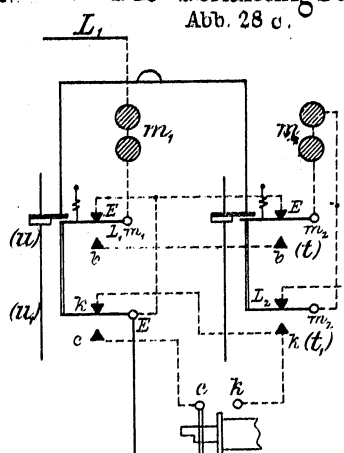 Abb. 28 c.
L₁
m₁
E
E
(u)
L₁
m₁
m₂
b
b
(t)
(u₁)
k
L₂
m₂
c
E
k
(t₁)
c
k